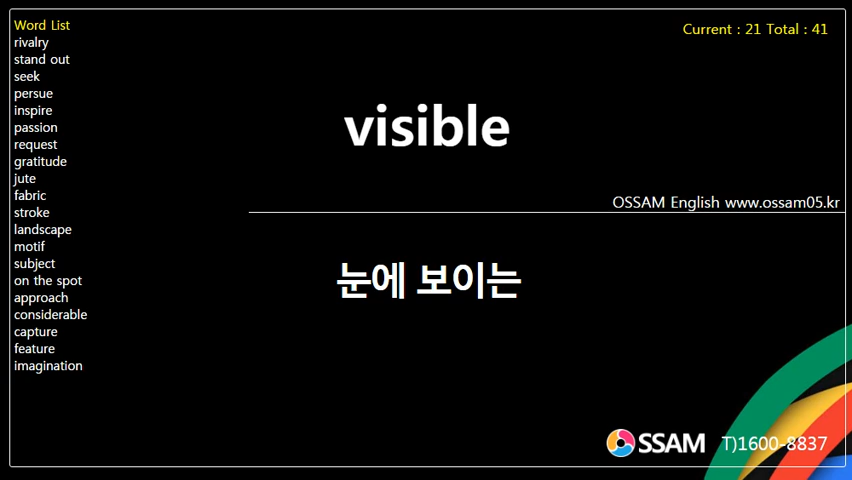 Word List
rivalry
stand out
seek
persue
inspire
passion
request
gratitude
jute
fabric
stroke
landscape
motif
subject
on the spot
approach
considerable
capture
feature
imagination
Current : 21 Total : 41
visible
OSSAM English www.ossam05.kr
눈에 보이는
OSSAM T)1600-8837